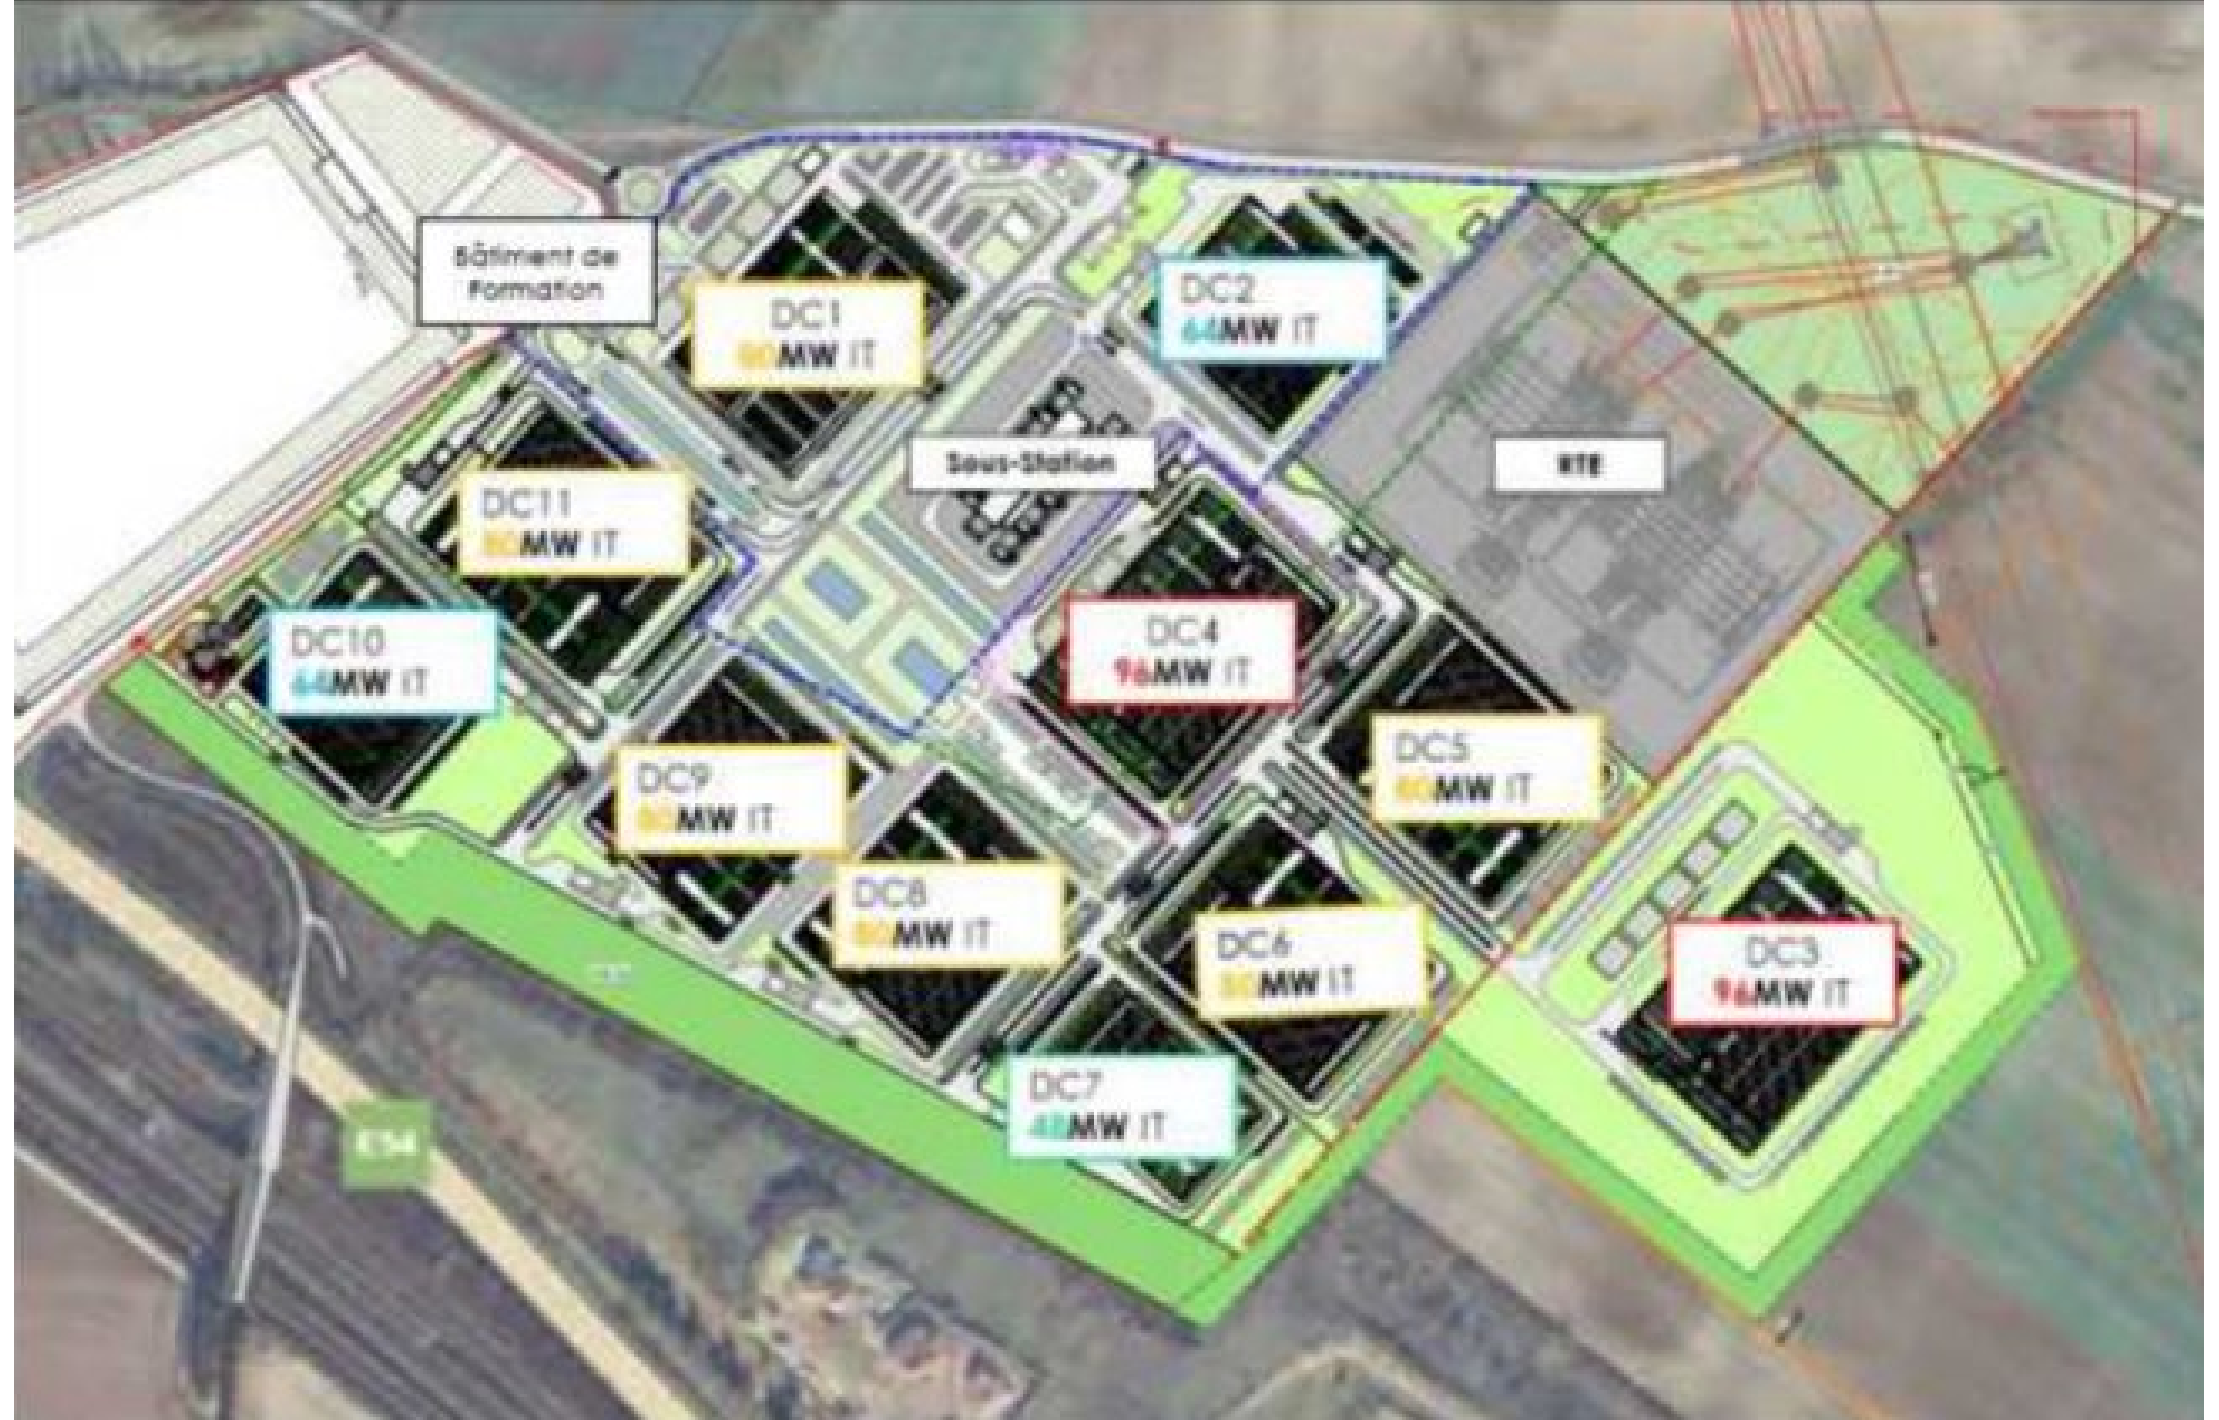 Bâtiment de
Formation
DC1
80MW IT
DC2
64MW IT
Sous-Station
RTE
DC11
80MW IT
DC10
64MW IT
DC4
96MW IT
DC5
80MW IT
DC9
80MW IT
DC8
80MW IT
DC6
80MW IT
DC3
96MW IT
DC7
48MW IT
E54